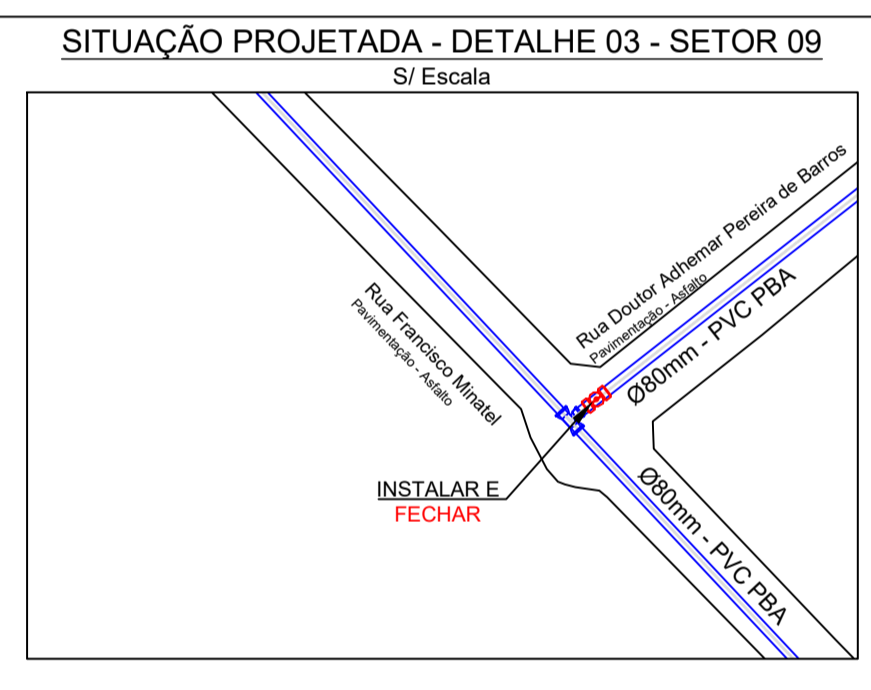 SITUAÇÃO PROJETADA - DETALHE 03 - SETOR 09
S/ Escala
Rua Doutor Adhemar Pereira de Barros
Pavimentação - Asfalto
Ø80mm - PVC PBA
Rua Francisco Minatel
Pavimentação - Asfalto
INSTALAR E
FECHAR
Ø80mm - PVC PBA